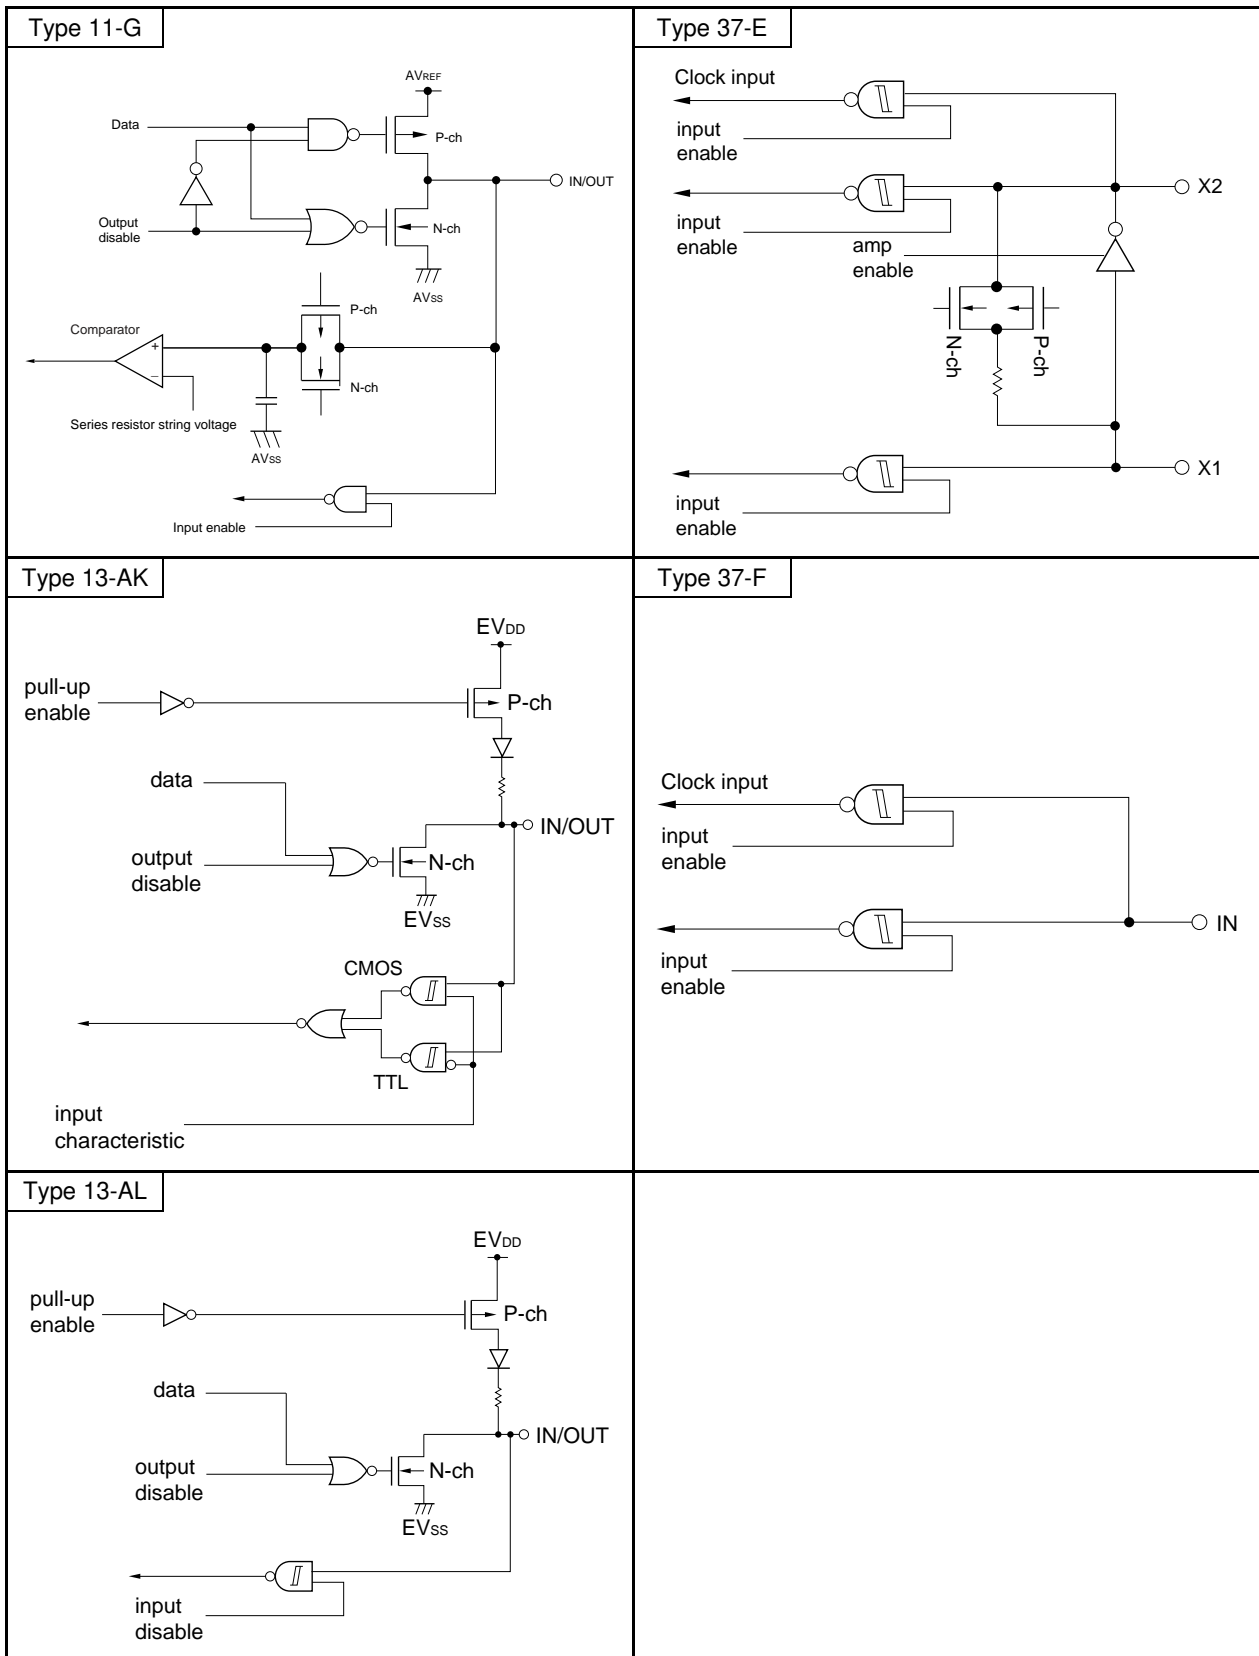 Type 11-G
AVREF
Data
P-ch
IN/OUT
Output
disable
N-ch
AVSS
P-ch
Comparator
+
−
N-ch
Series resistor string voltage
AVSS
Input enable
Type 37-E
Clock input
input
enable
X2
input
enable
amp
enable
N-ch
P-ch
X1
input
enable
Type 13-AK
EVDD
pull-up
enable
P-ch
data
IN/OUT
output
disable
N-ch
EVSS
CMOS
TTL
input
characteristic
Type 37-F
Clock input
input
enable
IN
input
enable
Type 13-AL
EVDD
pull-up
enable
P-ch
data
IN/OUT
output
disable
N-ch
EVSS
input
disable